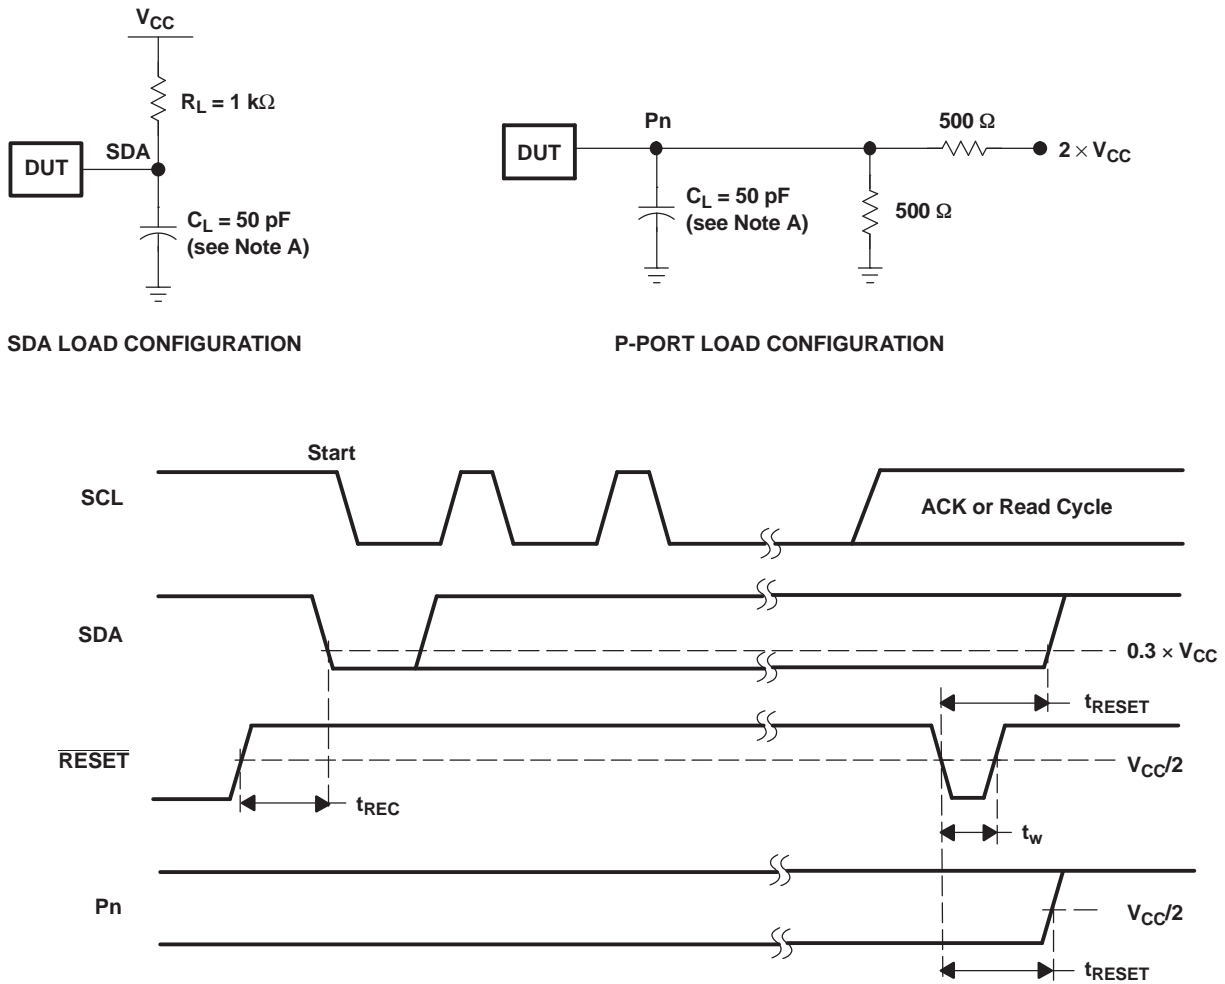 VCC
RL = 1 kΩ
DUT
SDA
CL = 50 pF
(see Note A)
SDA LOAD CONFIGURATION
DUT
Pn
500 Ω
2 × VCC
CL = 50 pF
(see Note A)
500 Ω
P-PORT LOAD CONFIGURATION
Start
SCL
ACK or Read Cycle
SDA
0.3 × VCC
tRESET
RESET
VCC/2
tREC
tw
Pn
VCC/2
tRESET